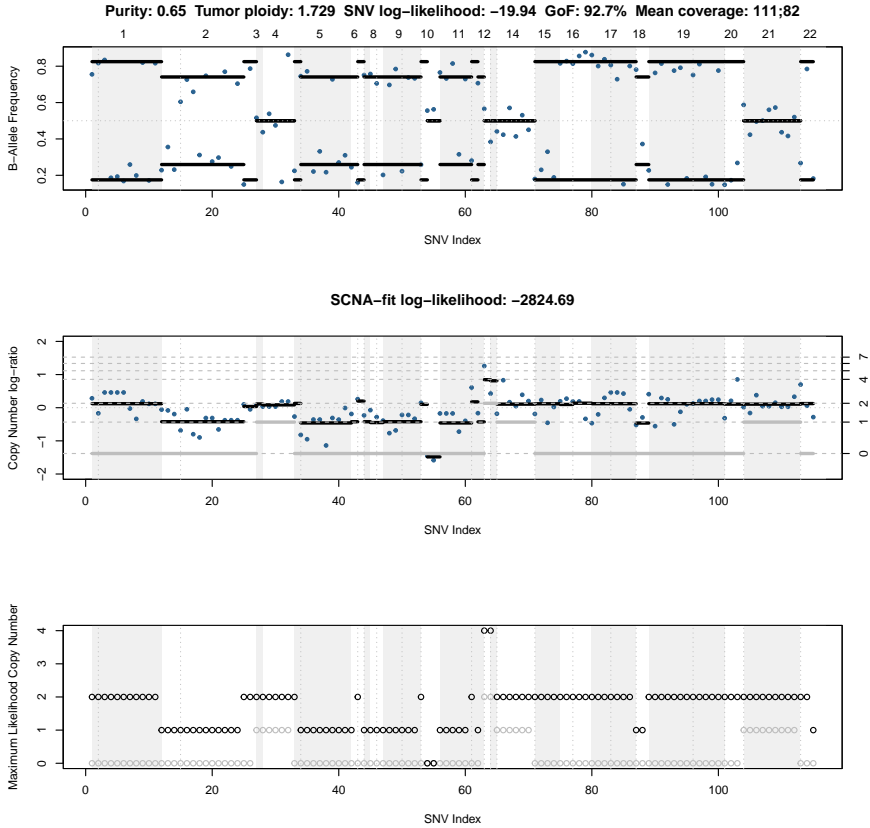 Purity: 0.65 Tumor ploidy: 1.729 SNV log−likelihood: −19.94 GoF: 92.7% Mean coverage: 111;82
1 2 3 4 5 6 8 9 10 11 12 14 15 16 17 18 19 20 21 22
B−Allele Frequency
0.8
0.6
0.4
0.2
0 20 40 60 80 100
SNV Index
SCNA−fit log−likelihood: −2824.69
Copy Number log−ratio
2
1
0
−1
−2
7
4
2
1
0
0 20 40 60 80 100
SNV Index
Maximum Likelihood Copy Number
4
3
2
1
0
0 20 40 60 80 100
SNV Index